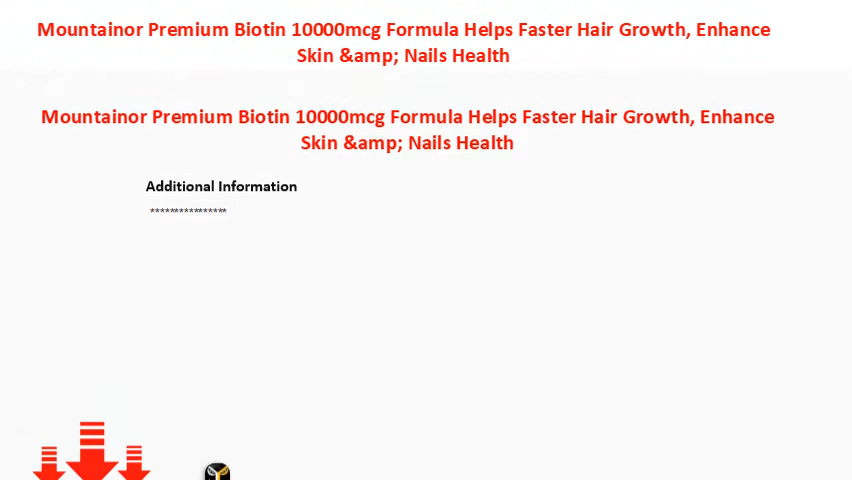 Mountainor Premium Biotin 10000mcg Formula Helps Faster Hair Growth, Enhance
Skin &amp; Nails Health
Mountainor Premium Biotin 10000mcg Formula Helps Faster Hair Growth, Enhance
Skin &amp; Nails Health
Additional Information
****************